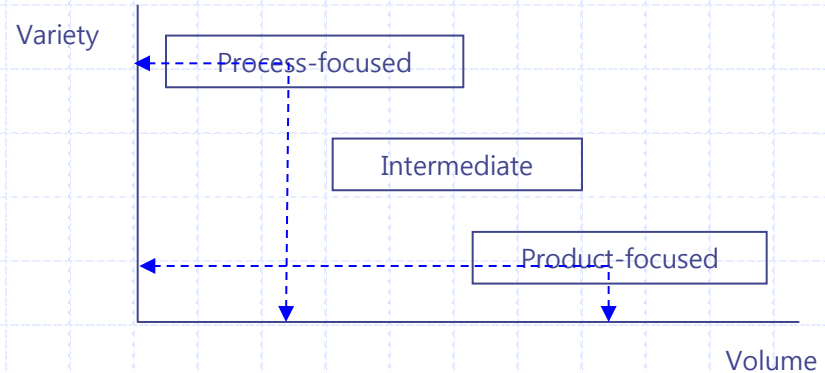 Variety
Process-focused
Intermediate
Product-focused
Volume